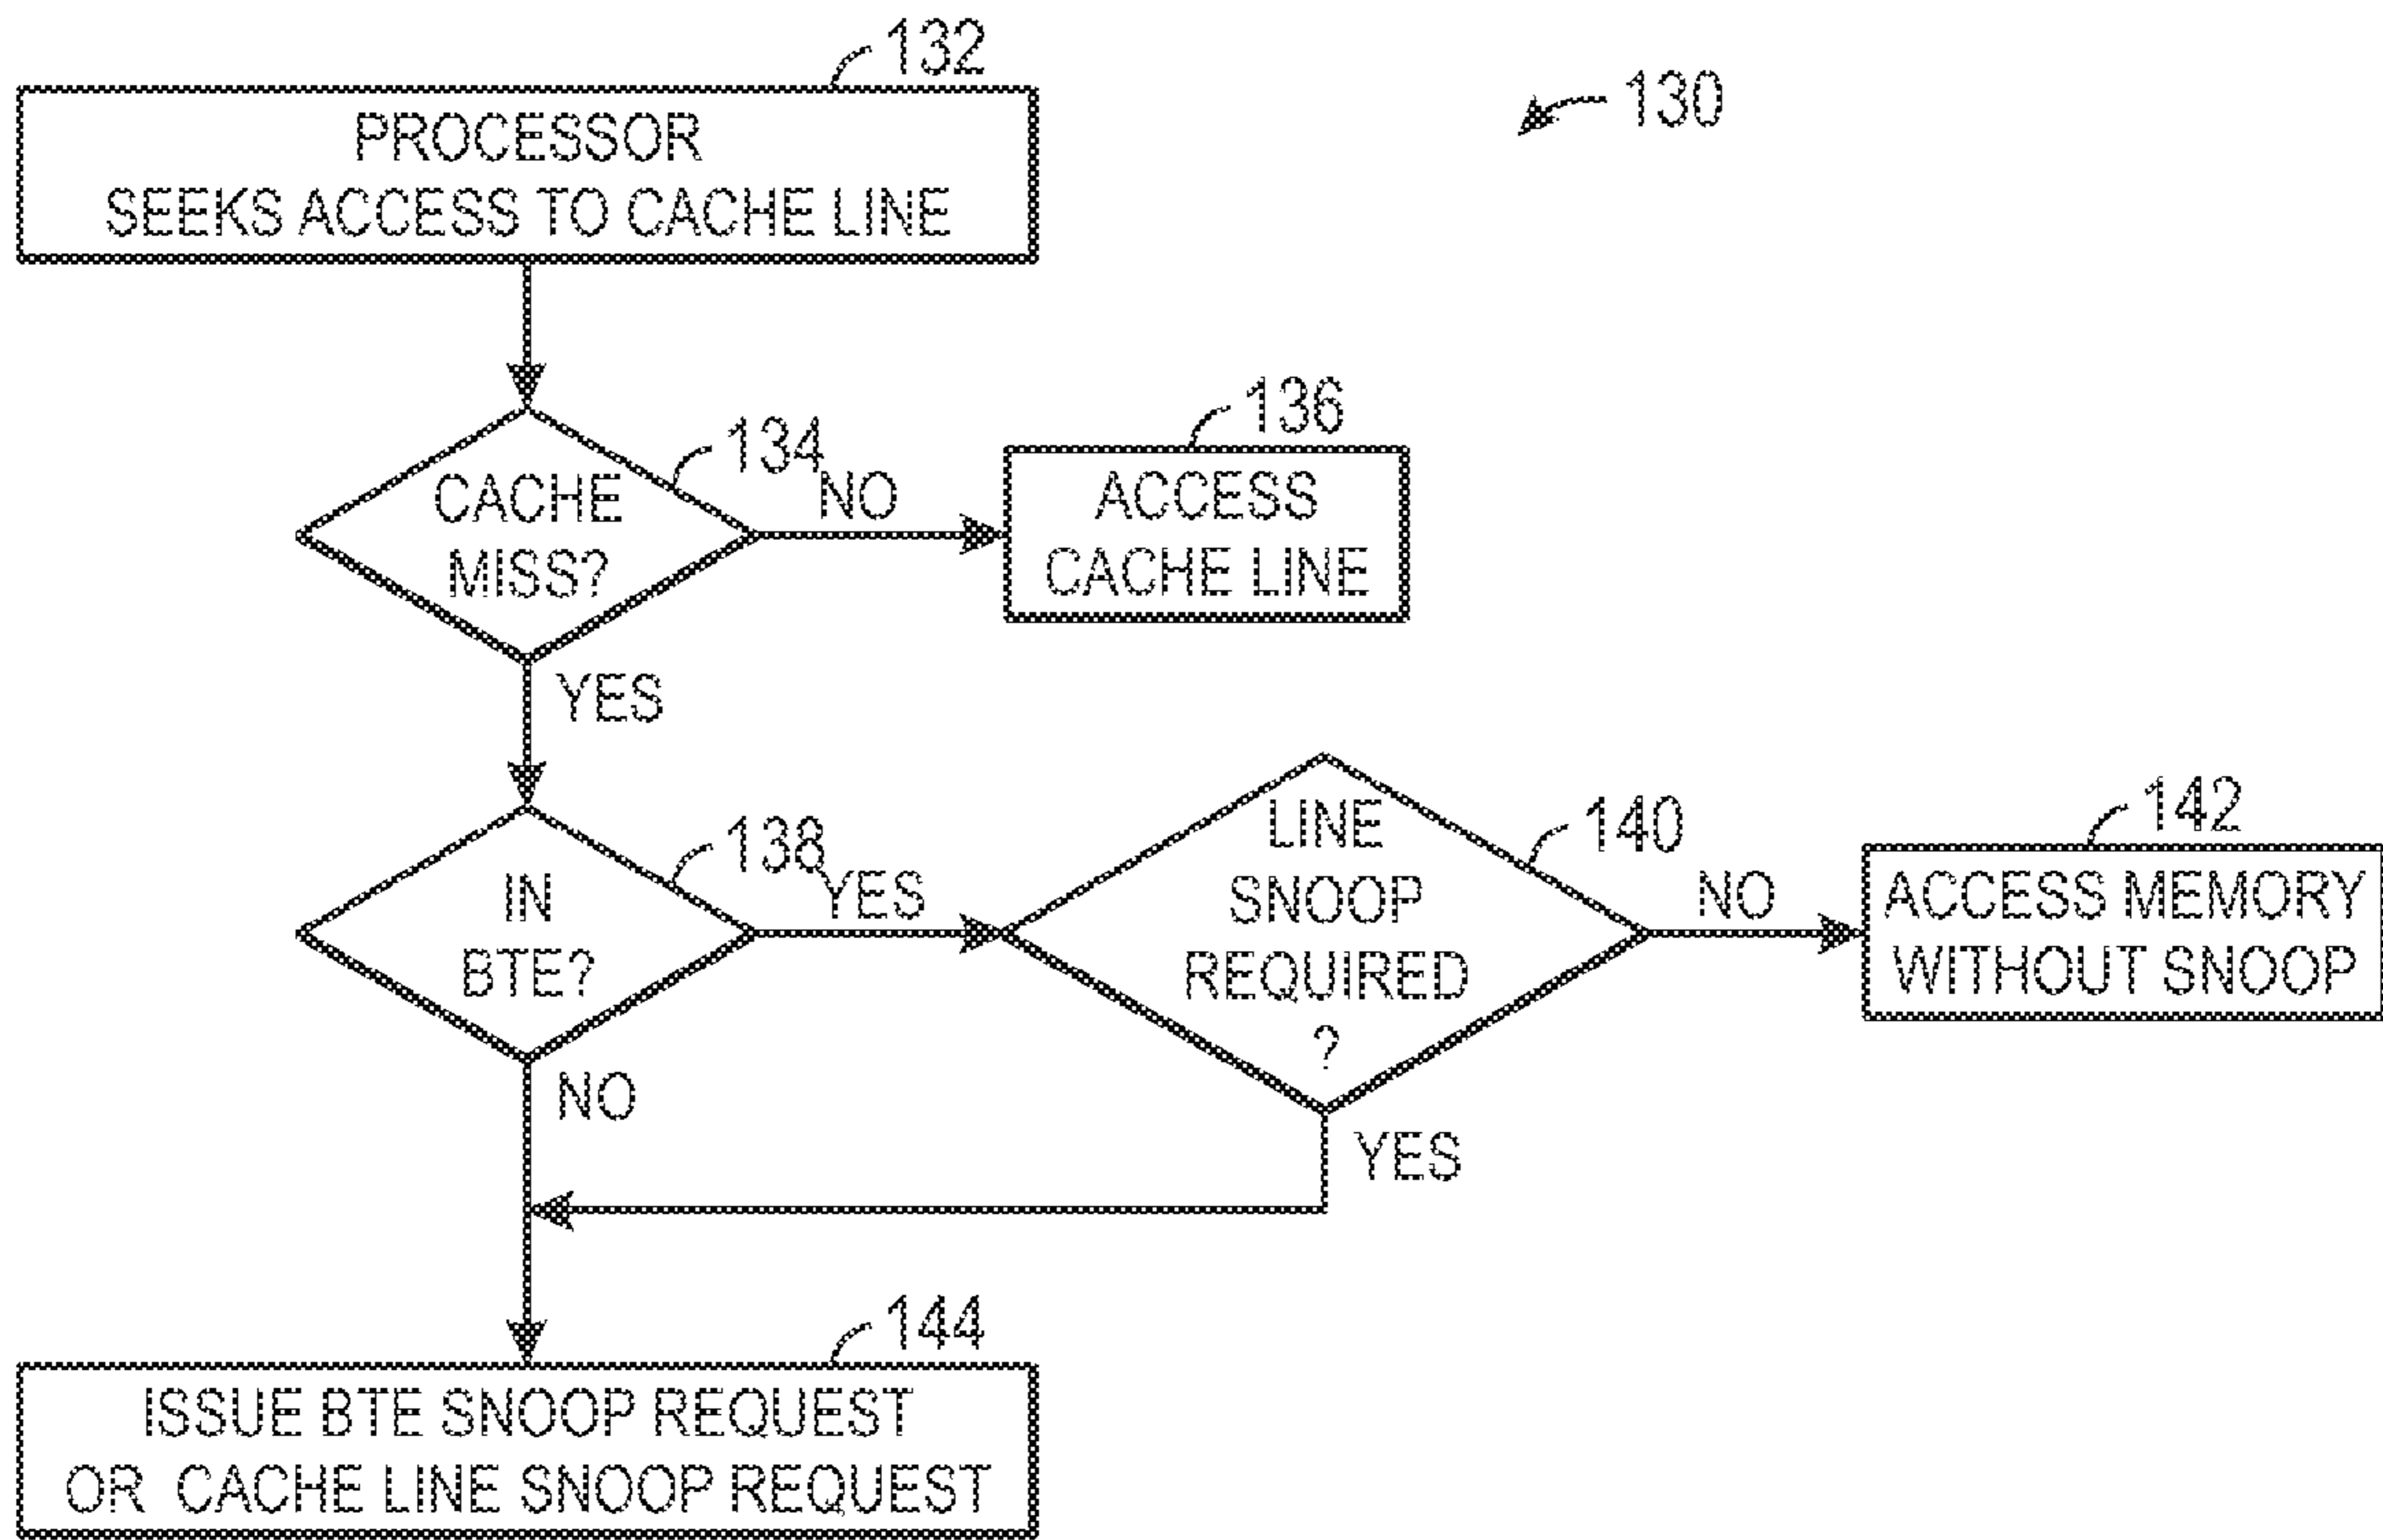 132
130
PROCESSOR
SEEKS ACCESS TO CACHE LINE
134
136
NO
CACHE
MISS?
ACCESS
CACHE LINE
YES
138
140
142
YES
NO
IN
BTE?
LINE
SNOOP
REQUIRED
?
ACCESS MEMORY
WITHOUT SNOOP
NO
YES
144
ISSUE BTE SNOOP REQUEST
OR CACHE LINE SNOOP REQUEST